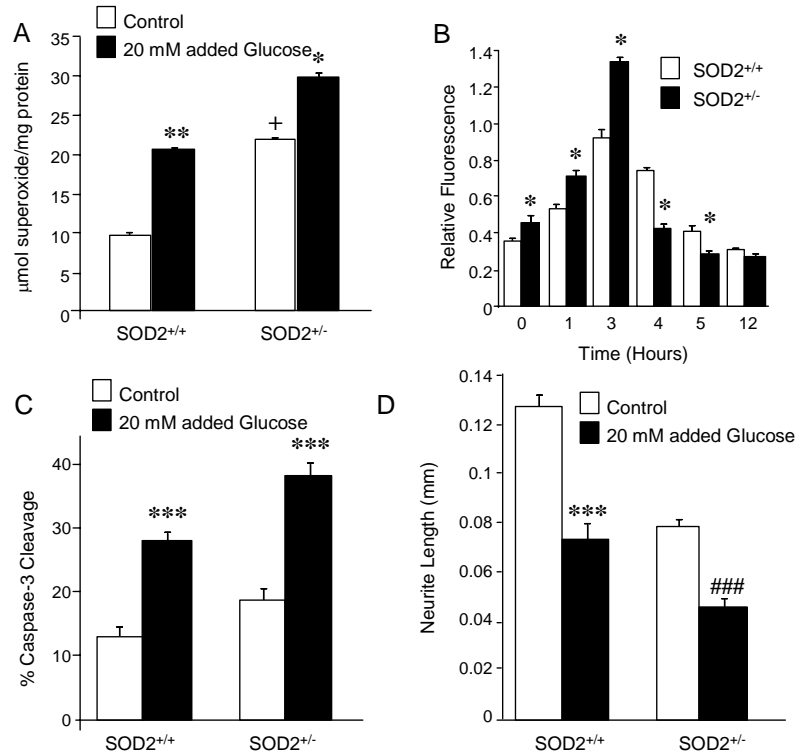 A
Control
20 mM added Glucose
μmol superoxide/mg protein
35
30
25
20
15
10
5
0
**
+
*
SOD2+/+
SOD2+/-
B
SOD2+/+
SOD2+/-
Relative Fluorescence
1.4
1.2
1.0
0.8
0.6
0.4
0.2
0
*
*
*
*
*
0 1 3 4 5 12
Time (Hours)
C
Control
20 mM added Glucose
% Caspase-3 Cleavage
40
30
20
10
0
***
***
SOD2+/+
SOD2+/-
D
Control
20 mM added Glucose
Neurite Length (mm)
0.14
0.12
0.10
0.08
0.06
0.04
0.02
0
***
###
SOD2+/+
SOD2+/-